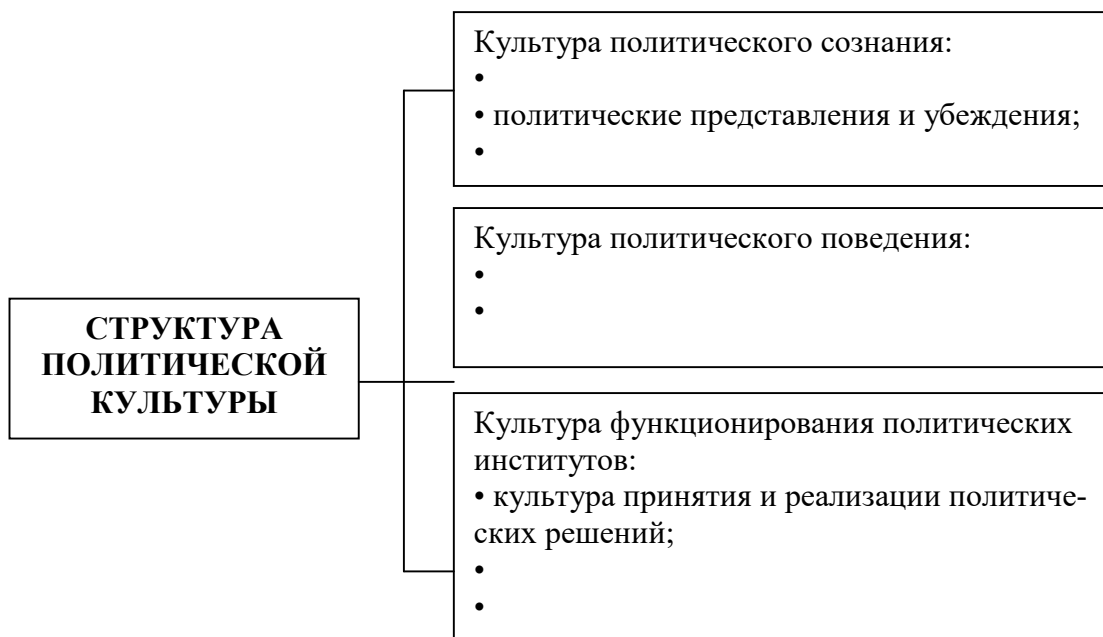 Культура политического сознания:
•
• политические представления и убеждения;
•
Культура политического поведения:
•
•
СТРУКТУРА
ПОЛИТИЧЕСКОЙ
КУЛЬТУРЫ
Культура функционирования политических
институтов:
• культура принятия и реализации политиче-
ских решений;
•
•